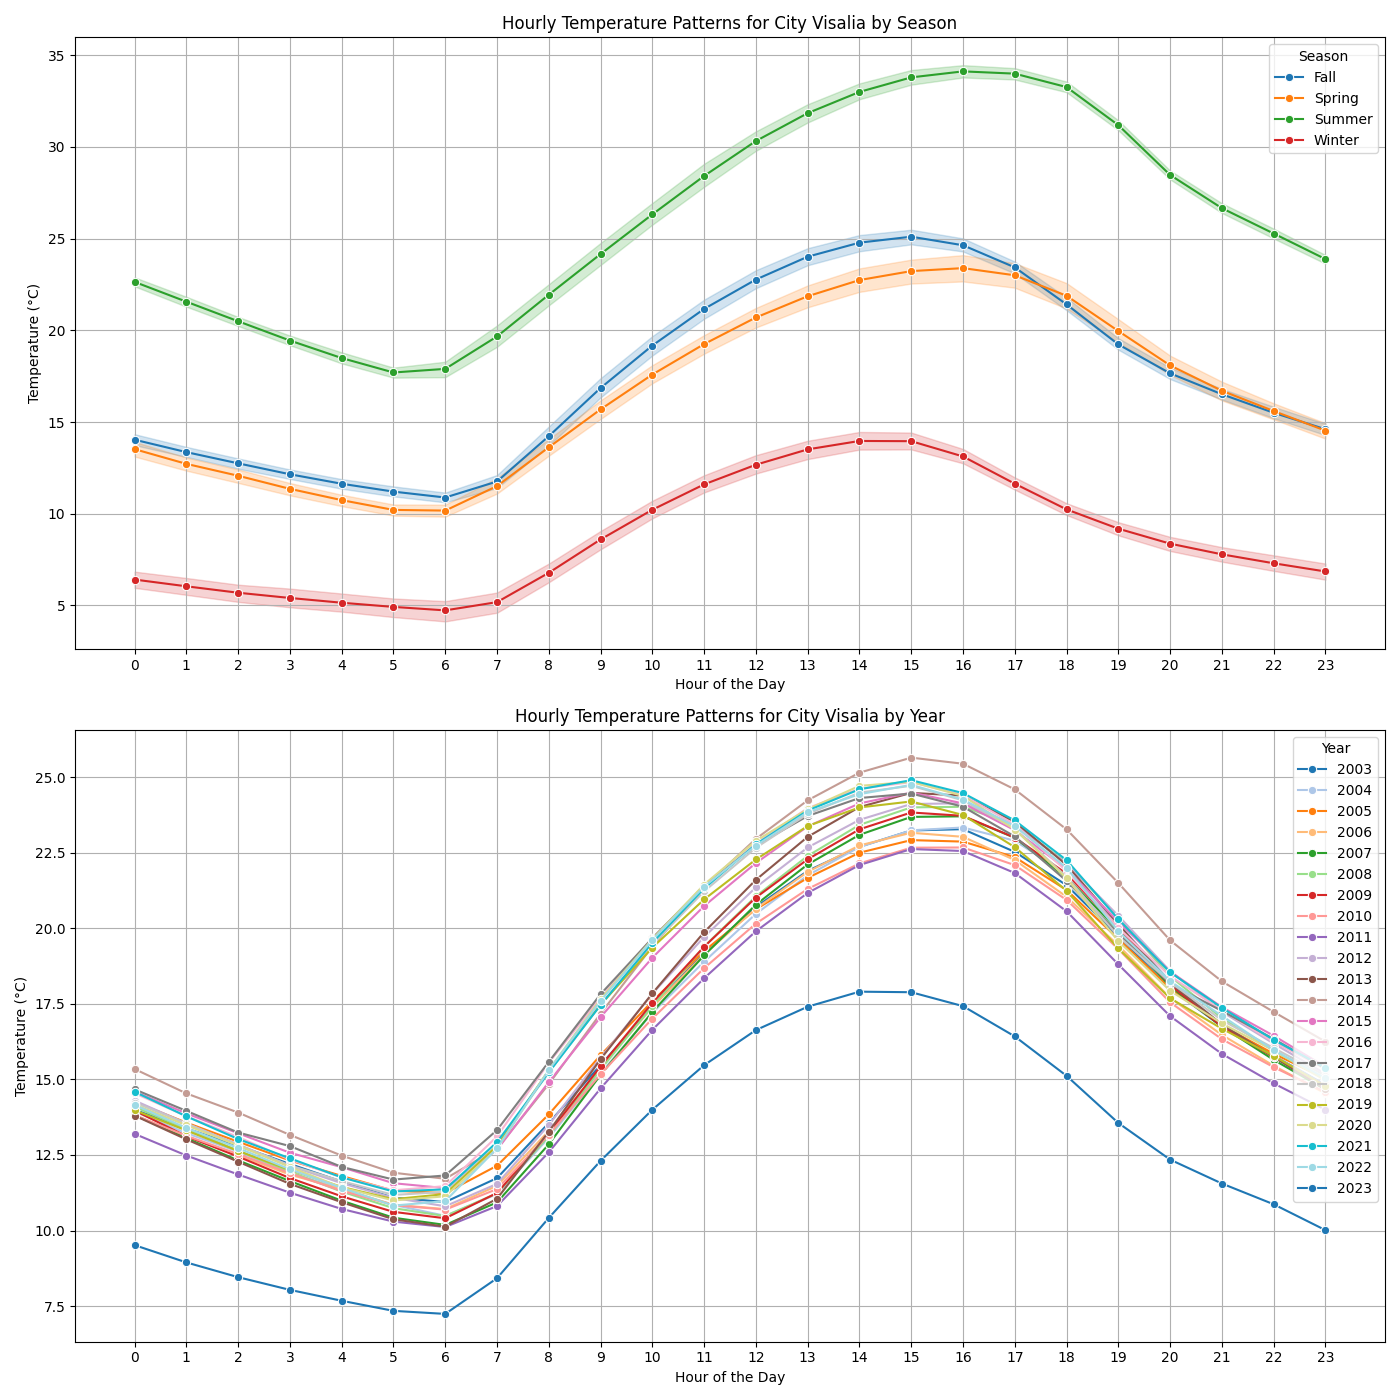 Hourly Temperature Patterns for City Visalia by Season
Temperature (°C)
35
30
25
20
15
10
5
Season
Fall
Spring
Summer
Winter
0 1 2 3 4 5 6 7 8 9 10 11 12 13 14 15 16 17 18 19 20 21 22 23
Hour of the Day
Hourly Temperature Patterns for City Visalia by Year
Temperature (°C)
25.0
22.5
20.0
17.5
15.0
12.5
10.0
7.5
Year
2003
2004
2005
2006
2007
2008
2009
2010
2011
2012
2013
2014
2015
2016
2017
2018
2019
2020
2021
2022
2023
0 1 2 3 4 5 6 7 8 9 10 11 12 13 14 15 16 17 18 19 20 21 22 23
Hour of the Day